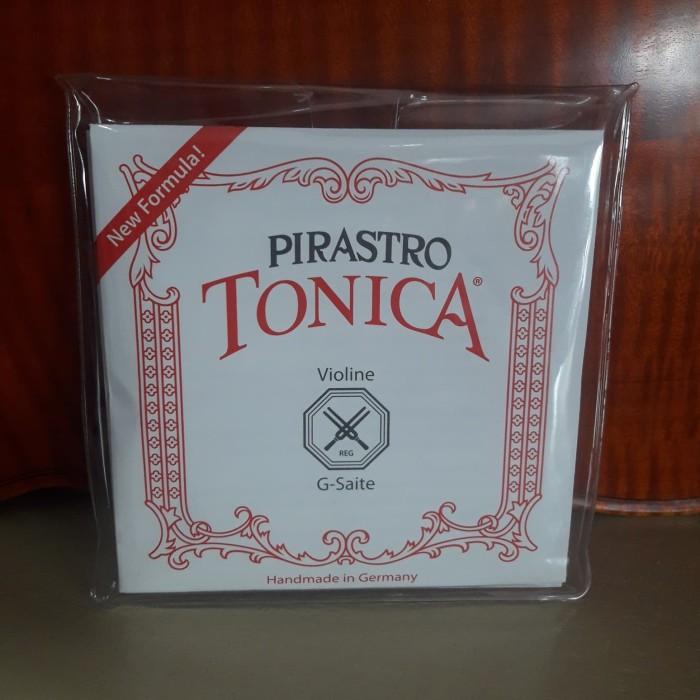 New Formula!
PIRASTRO
TONICA®
Violine
REG
G-Saite
Handmade in Germany